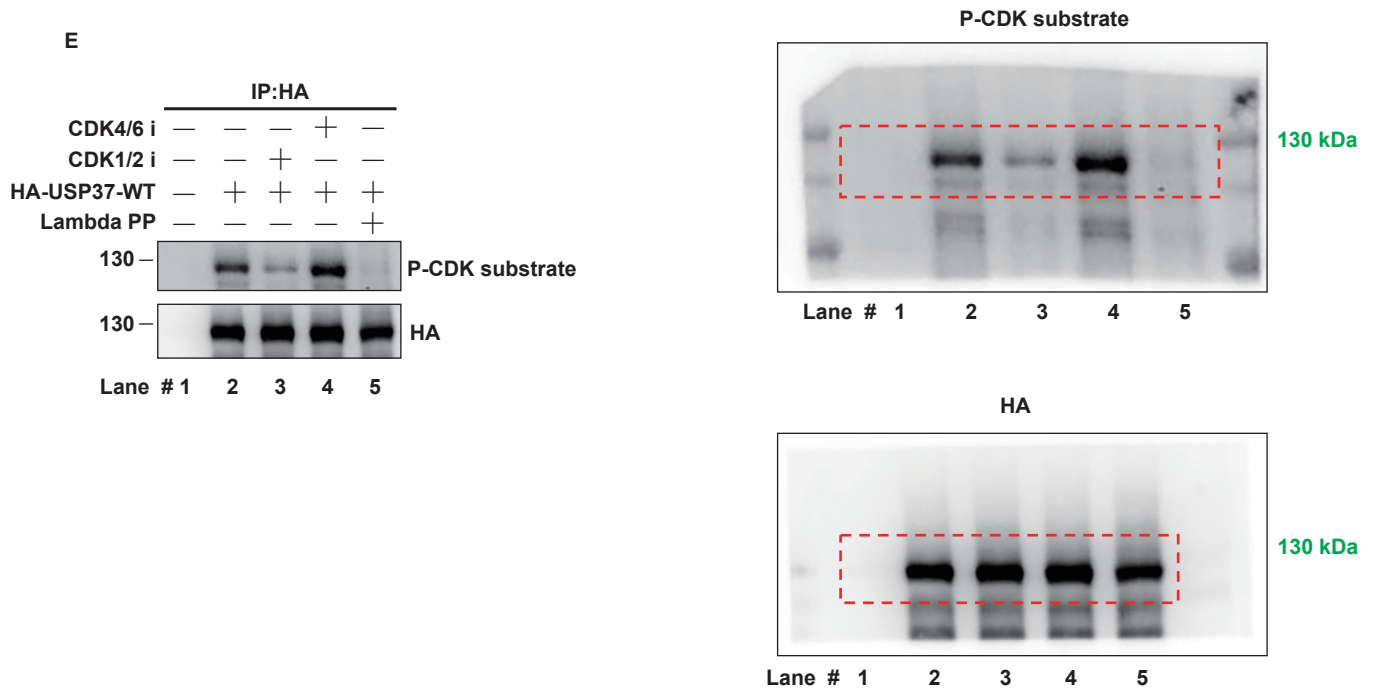 E
IP:HA
CDK4/6 i — — — + —
CDK1/2 i — — + — —
HA-USP37-WT — + + + +
Lambda PP — — — — +
130 — P-CDK substrate
130 — HA
Lane # 1 2 3 4 5
P-CDK substrate
130 kDa
Lane # 1 2 3 4 5
HA
130 kDa
Lane # 1 2 3 4 5